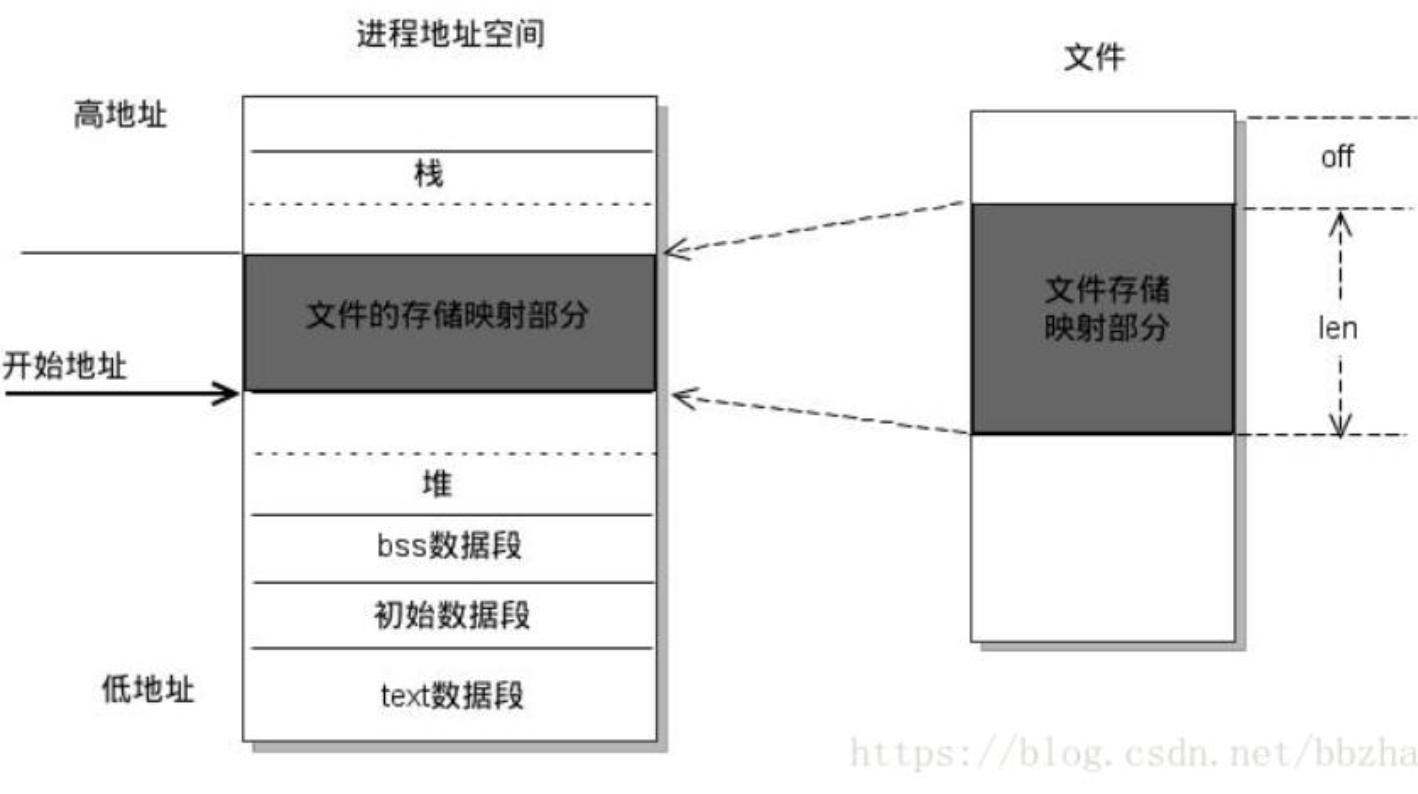 进程地址空间
文件
高地址
栈
off
文件的存储映射部分
文件存储
映射部分
len
开始地址
堆
bss数据段
初始数据段
低地址
text数据段
https://blog.csdn.net/bbzha